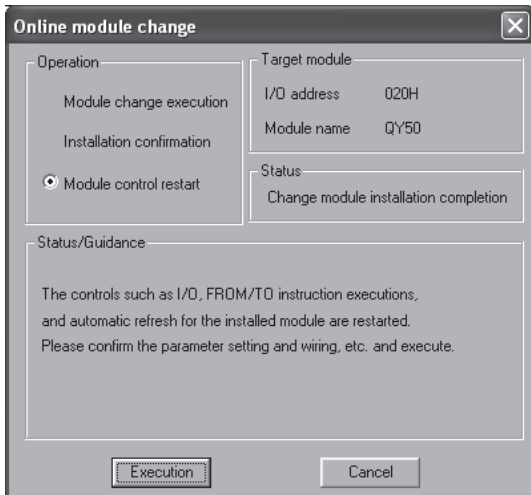 Online module change
Operation
Module change execution
Installation confirmation
Module control restart
Target module
I/O address 020H
Module name QY50
Status
Change module installation completion
Status/Guidance
The controls such as I/O, FROM/TO instruction executions,
and automatic refresh for the installed module are restarted.
Please confirm the parameter setting and wiring, etc. and execute.
Execution
Cancel